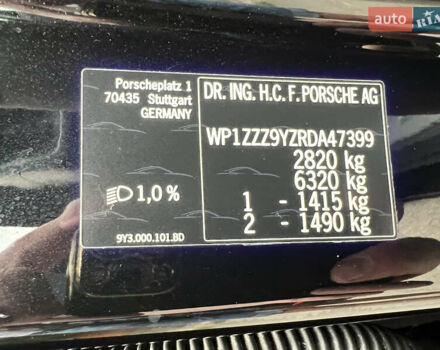 auto RIA
Porscheplatz 1
70435 Stuttgart
GERMANY
DR. ING. H.C. F. PORSCHE AG
WP1ZZZ9YZRDA47399
2820 kg
6320 kg
1 - 1415 kg
2 - 1490 kg
1,0 %
9Y3.000.101.BD